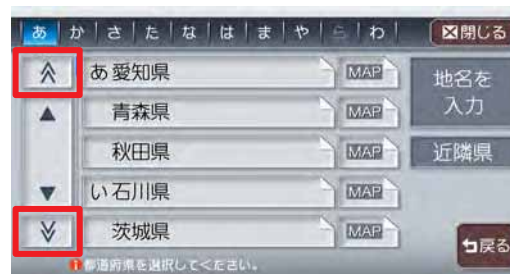 あ か さ た な は ま や ら わ 閉じる
あ 愛知県 MAP
青森県 MAP
秋田県 MAP
い 石川県 MAP
茨城県 MAP
地名を
入力
近隣県
戻る
都道府県を選択してください。